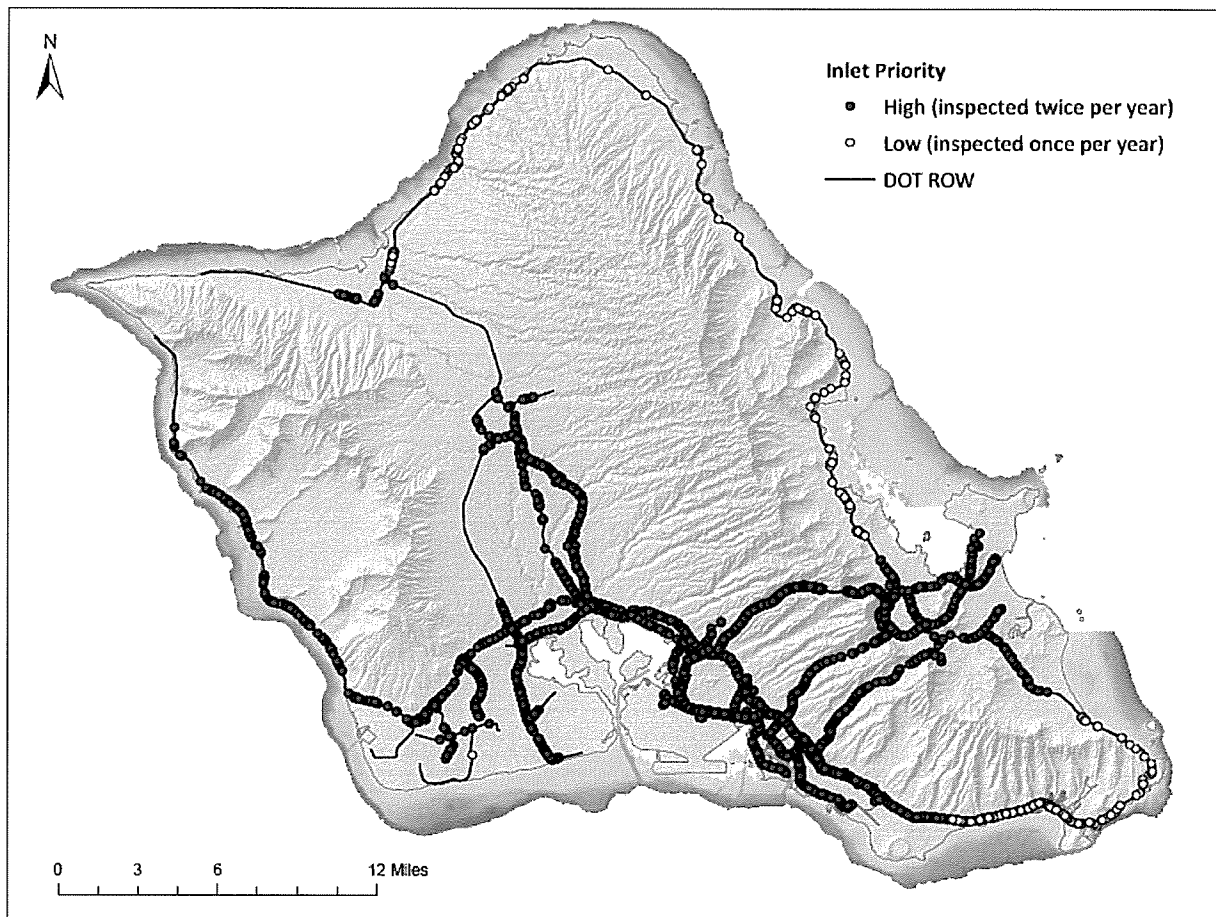 N
Inlet Priority
High (inspected twice per year)
Low (inspected once per year)
DOT ROW
0 3 6 12 Miles